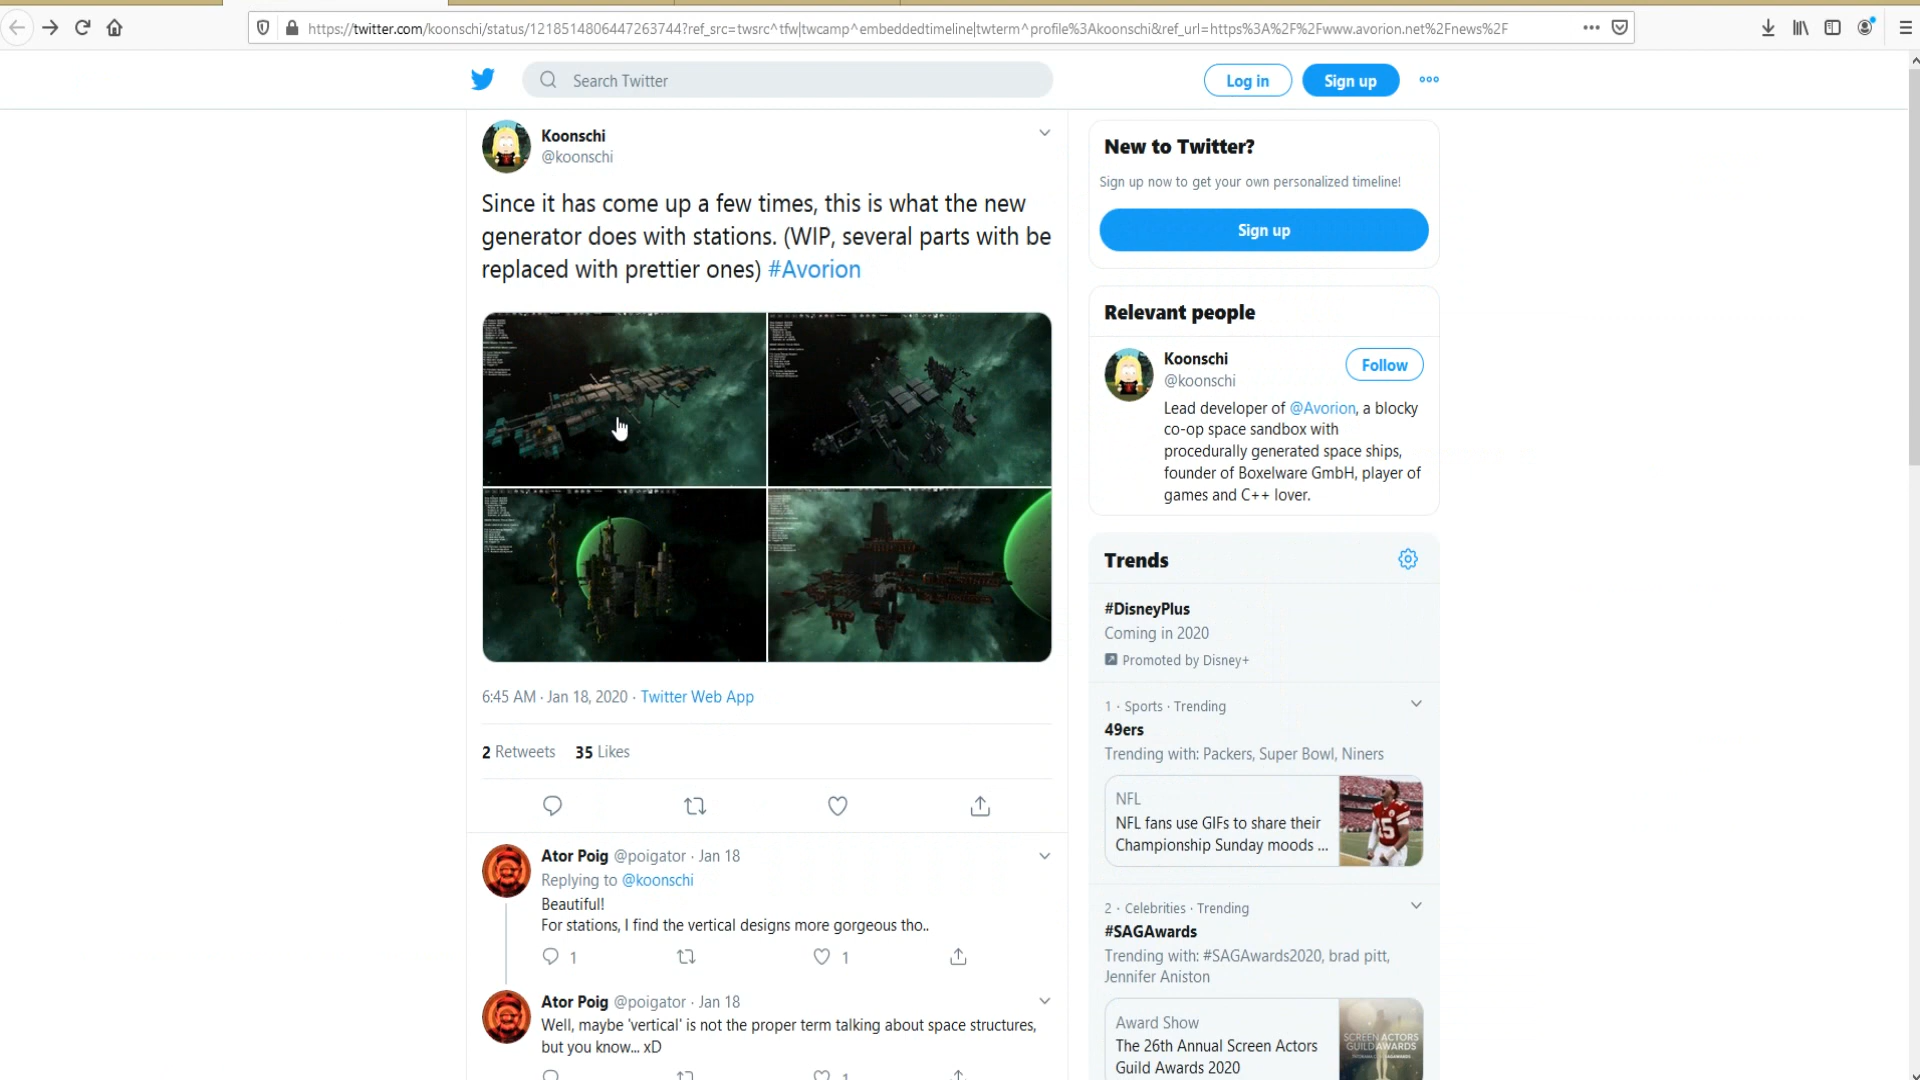 https://twitter.com/koonschi/status/1218514806447263744?ref_src=twsrc^tfw|twcamp^embeddedtimeline|twterm^profile%3Akoonschi&ref_url=https%3A%2F%2Fwww.avorion.net%2Fnews%2F
Search Twitter
Log in
Sign up
Koonschi
@koonschi
Since it has come up a few times, this is what the new
generator does with stations. (WIP, several parts with be
replaced with prettier ones) #Avorion
6:45 AM · Jan 18, 2020 · Twitter Web App
2 Retweets 35 Likes
Ator Poig @poigator · Jan 18
Replying to @koonschi
Beautiful!
For stations, I find the vertical designs more gorgeous tho..
1
1
Ator Poig @poigator · Jan 18
Well, maybe 'vertical' is not the proper term talking about space structures,
but you know... xD
1
New to Twitter?
Sign up now to get your own personalized timeline!
Sign up
Relevant people
Koonschi
@koonschi
Follow
Lead developer of @Avorion, a blocky
co-op space sandbox with
procedurally generated space ships,
founder of Boxelware GmbH, player of
games and C++ lover.
Trends
#DisneyPlus
Coming in 2020
Promoted by Disney+
1 · Sports · Trending
49ers
Trending with: Packers, Super Bowl, Niners
NFL
NFL fans use GIFs to share their
Championship Sunday moods ...
15
2 · Celebrities · Trending
#SAGAwards
Trending with: #SAGAwards2020, brad pitt,
Jennifer Aniston
Award Show
The 26th Annual Screen Actors
Guild Awards 2020
SCREEN ACTORS
GUILD AWARDS